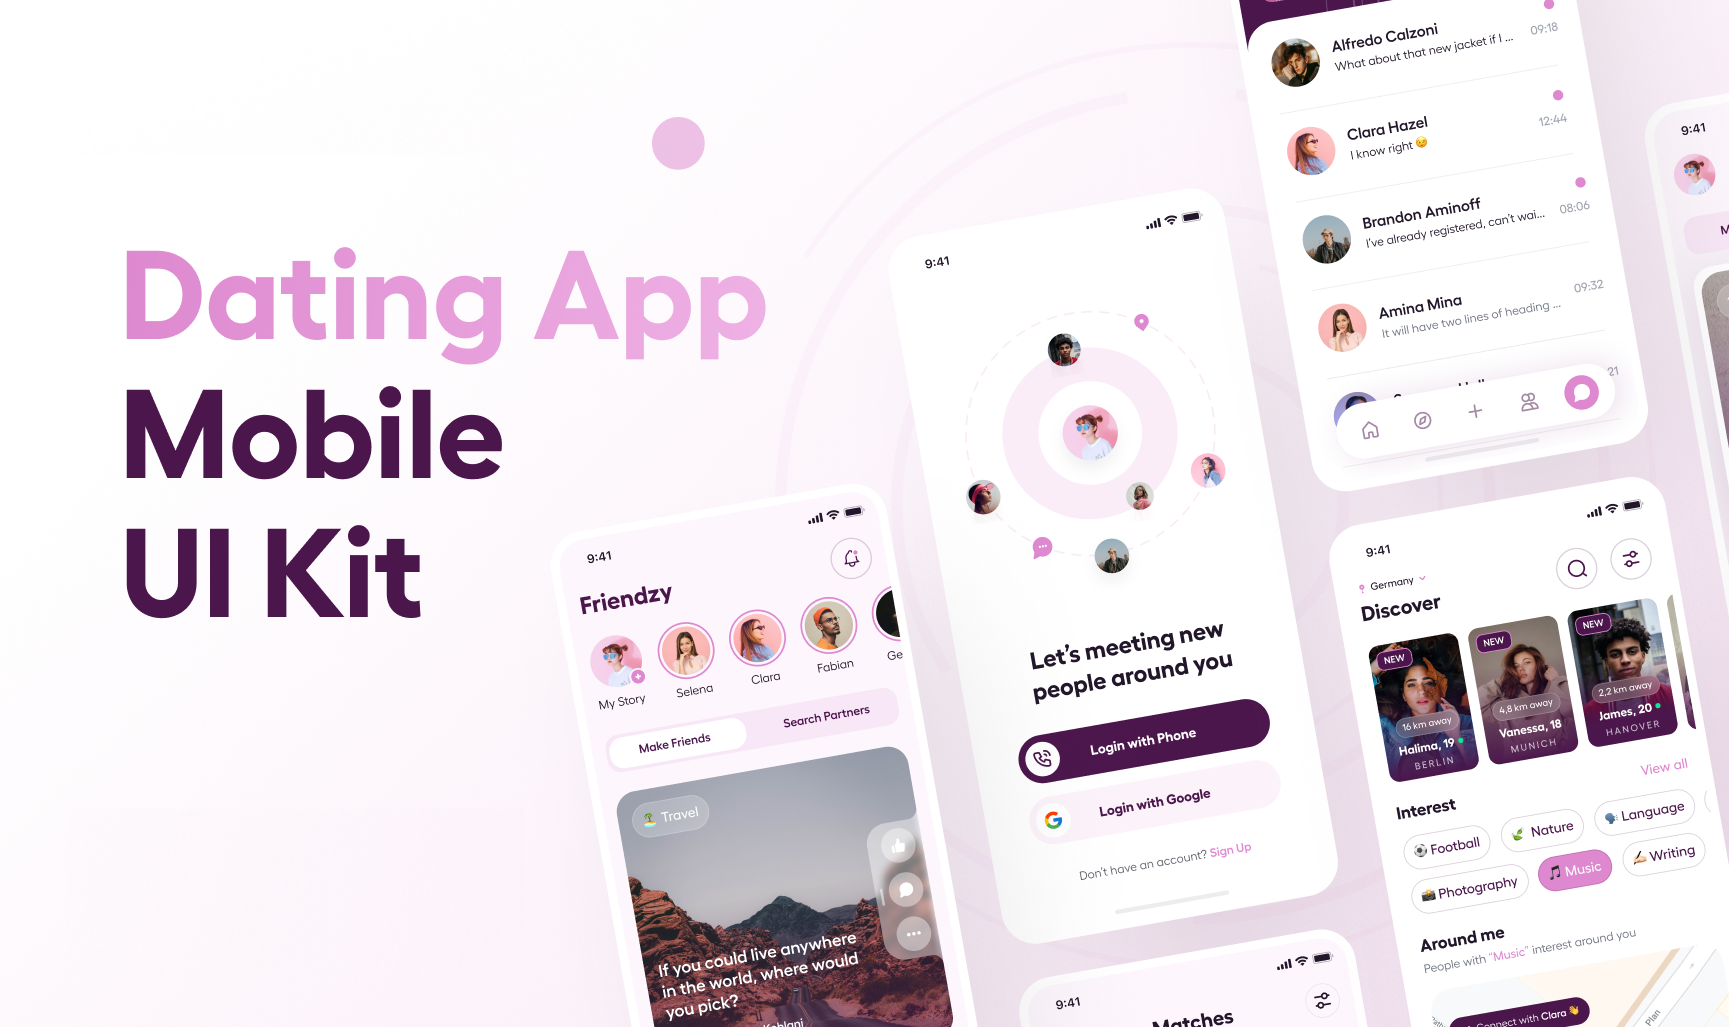 Dating App
Mobile
UI Kit
9:41
Friendzy
My Story
Selena
Clara
Fabian
Ge
Make Friends
Search Partners
Travel
If you could live anywhere
in the world, where would
you pick?
9:41
Let's meeting new
people around you
Login with Phone
Login with Google
Don't have an account? Sign Up
9:41
Matches
Alfredo Calzoni
What about that new jacket if I ...
09:18
Clara Hazel
I know right
12:44
Brandon Aminoff
I've already registered, can't wai...
08:06
Amina Mina
It will have two lines of heading ...
09:32
21
9:41
Germany
Discover
NEW
16 km away
Halima, 19
BERLIN
NEW
4,8 km away
Vanessa, 18
MUNICH
NEW
2,2 km away
James, 20
HANOVER
View all
Interest
Football
Nature
Language
Photography
Music
Writing
Around me
People with "Music" interest around you
Connect with Clara
Plan
9:41
M